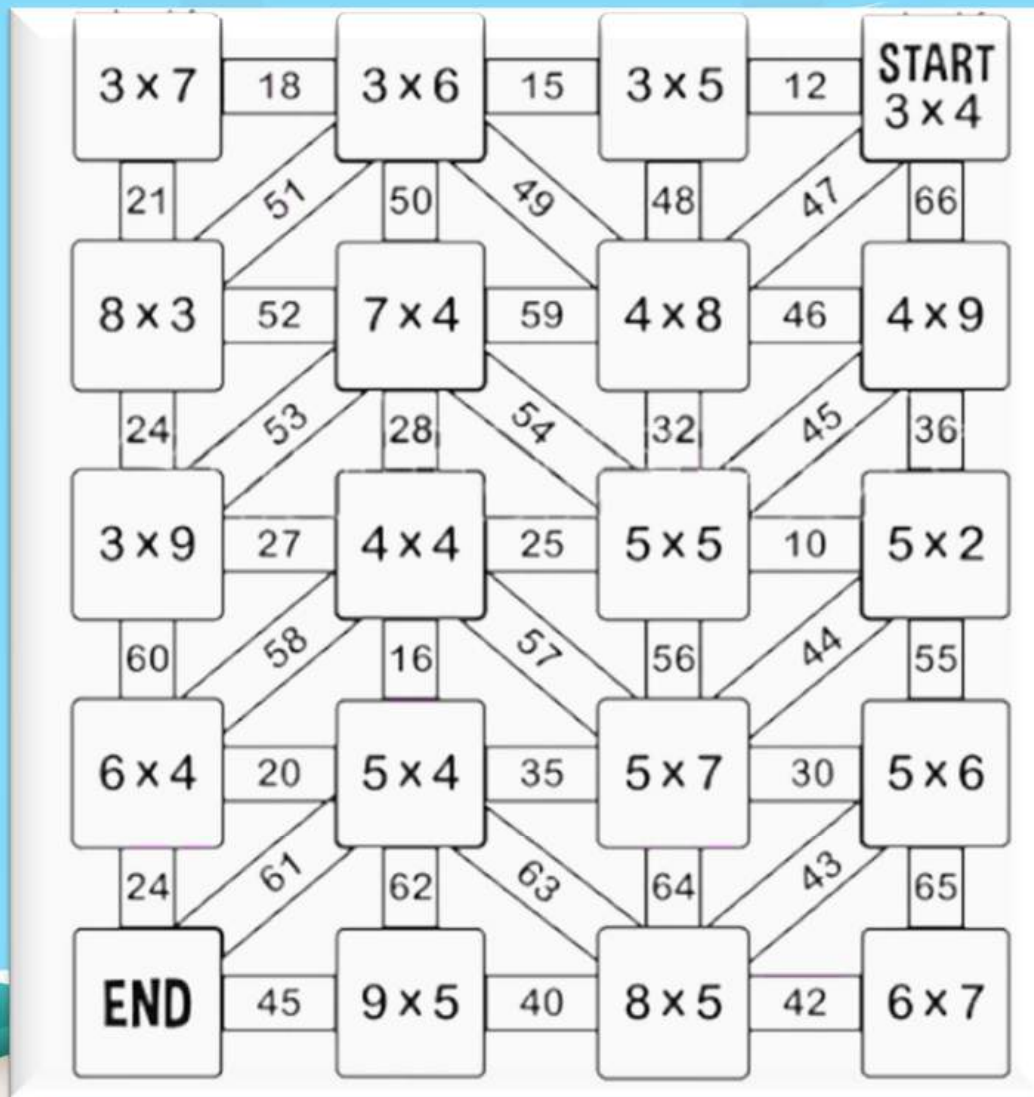 3 x 7 18 3 x 6 15 3 x 5 12 START
3 x 4
21 51 50 49 48 47 66
8 x 3 52 7 x 4 59 4 x 8 46 4 x 9
24 53 28 54 32 45 36
3 x 9 27 4 x 4 25 5 x 5 10 5 x 2
60 58 16 57 56 44 55
6 x 4 20 5 x 4 35 5 x 7 30 5 x 6
24 61 62 63 64 43 65
END 45 9 x 5 40 8 x 5 42 6 x 7